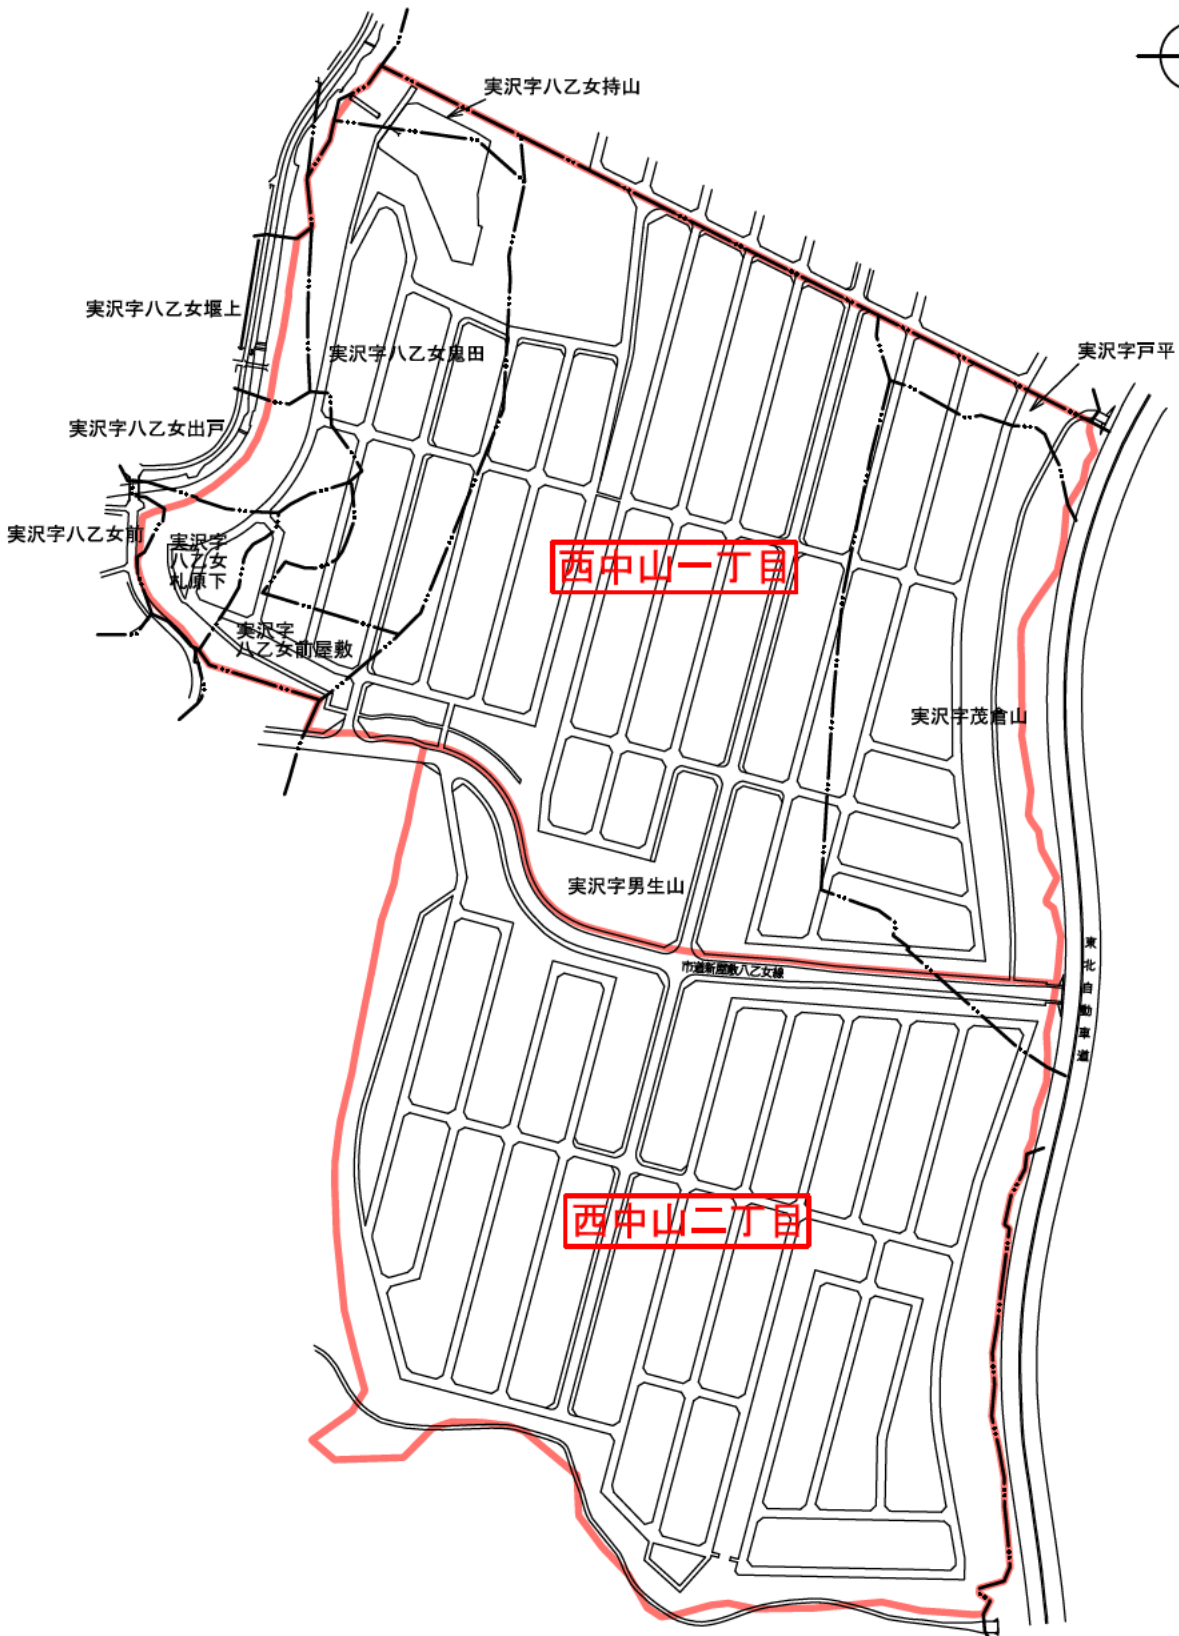 実沢字八乙女持山
実沢字八乙女堰上
実沢字八乙女鬼田
実沢字戸平
実沢字八乙女出戸
実沢字八乙女前
実沢字
八乙女
札原下
西中山一丁目
実沢字
八乙女前屋敷
実沢字茂倉山
実沢字男生山
市道新屋敷八乙女線
東北自動車道
西中山二丁目